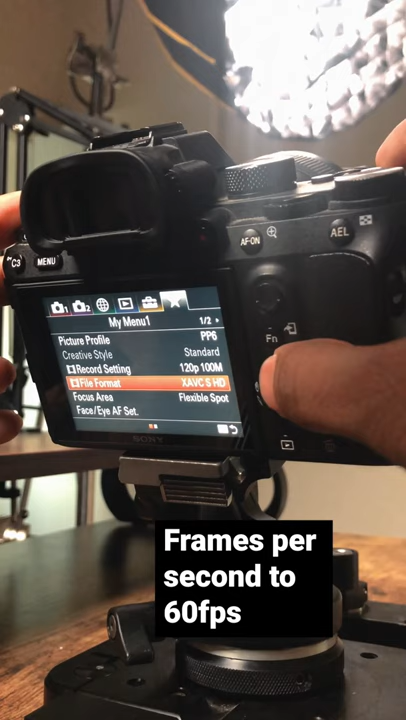 C3
MENU
AF-ON
AEL
Fn
My Menu1 1/2
Picture Profile PP6
Creative Style Standard
Record Setting 120p 100M
File Format XAVC S HD
Focus Area Flexible Spot
Face/Eye AF Set.
SONY
Frames per
second to
60fps